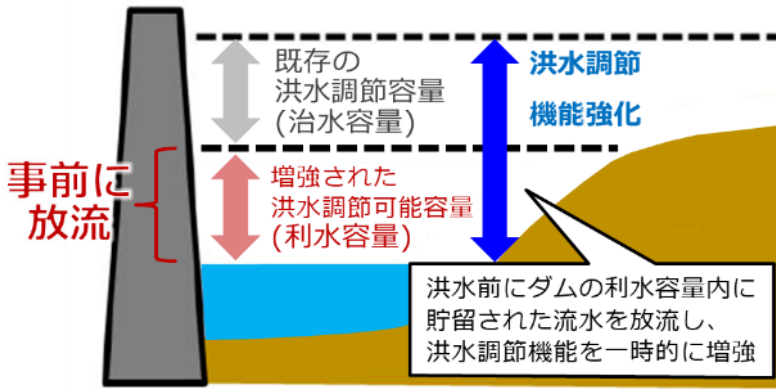 既存の
洪水調節容量
(治水容量)
洪水調節
機能強化
事前に
放流
増強された
洪水調節可能容量
(利水容量)
洪水前にダムの利水容量内に
貯留された流水を放流し、
洪水調節機能を一時的に増強